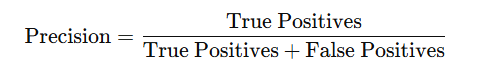 Precision = True Positives / True Positives + False Positives